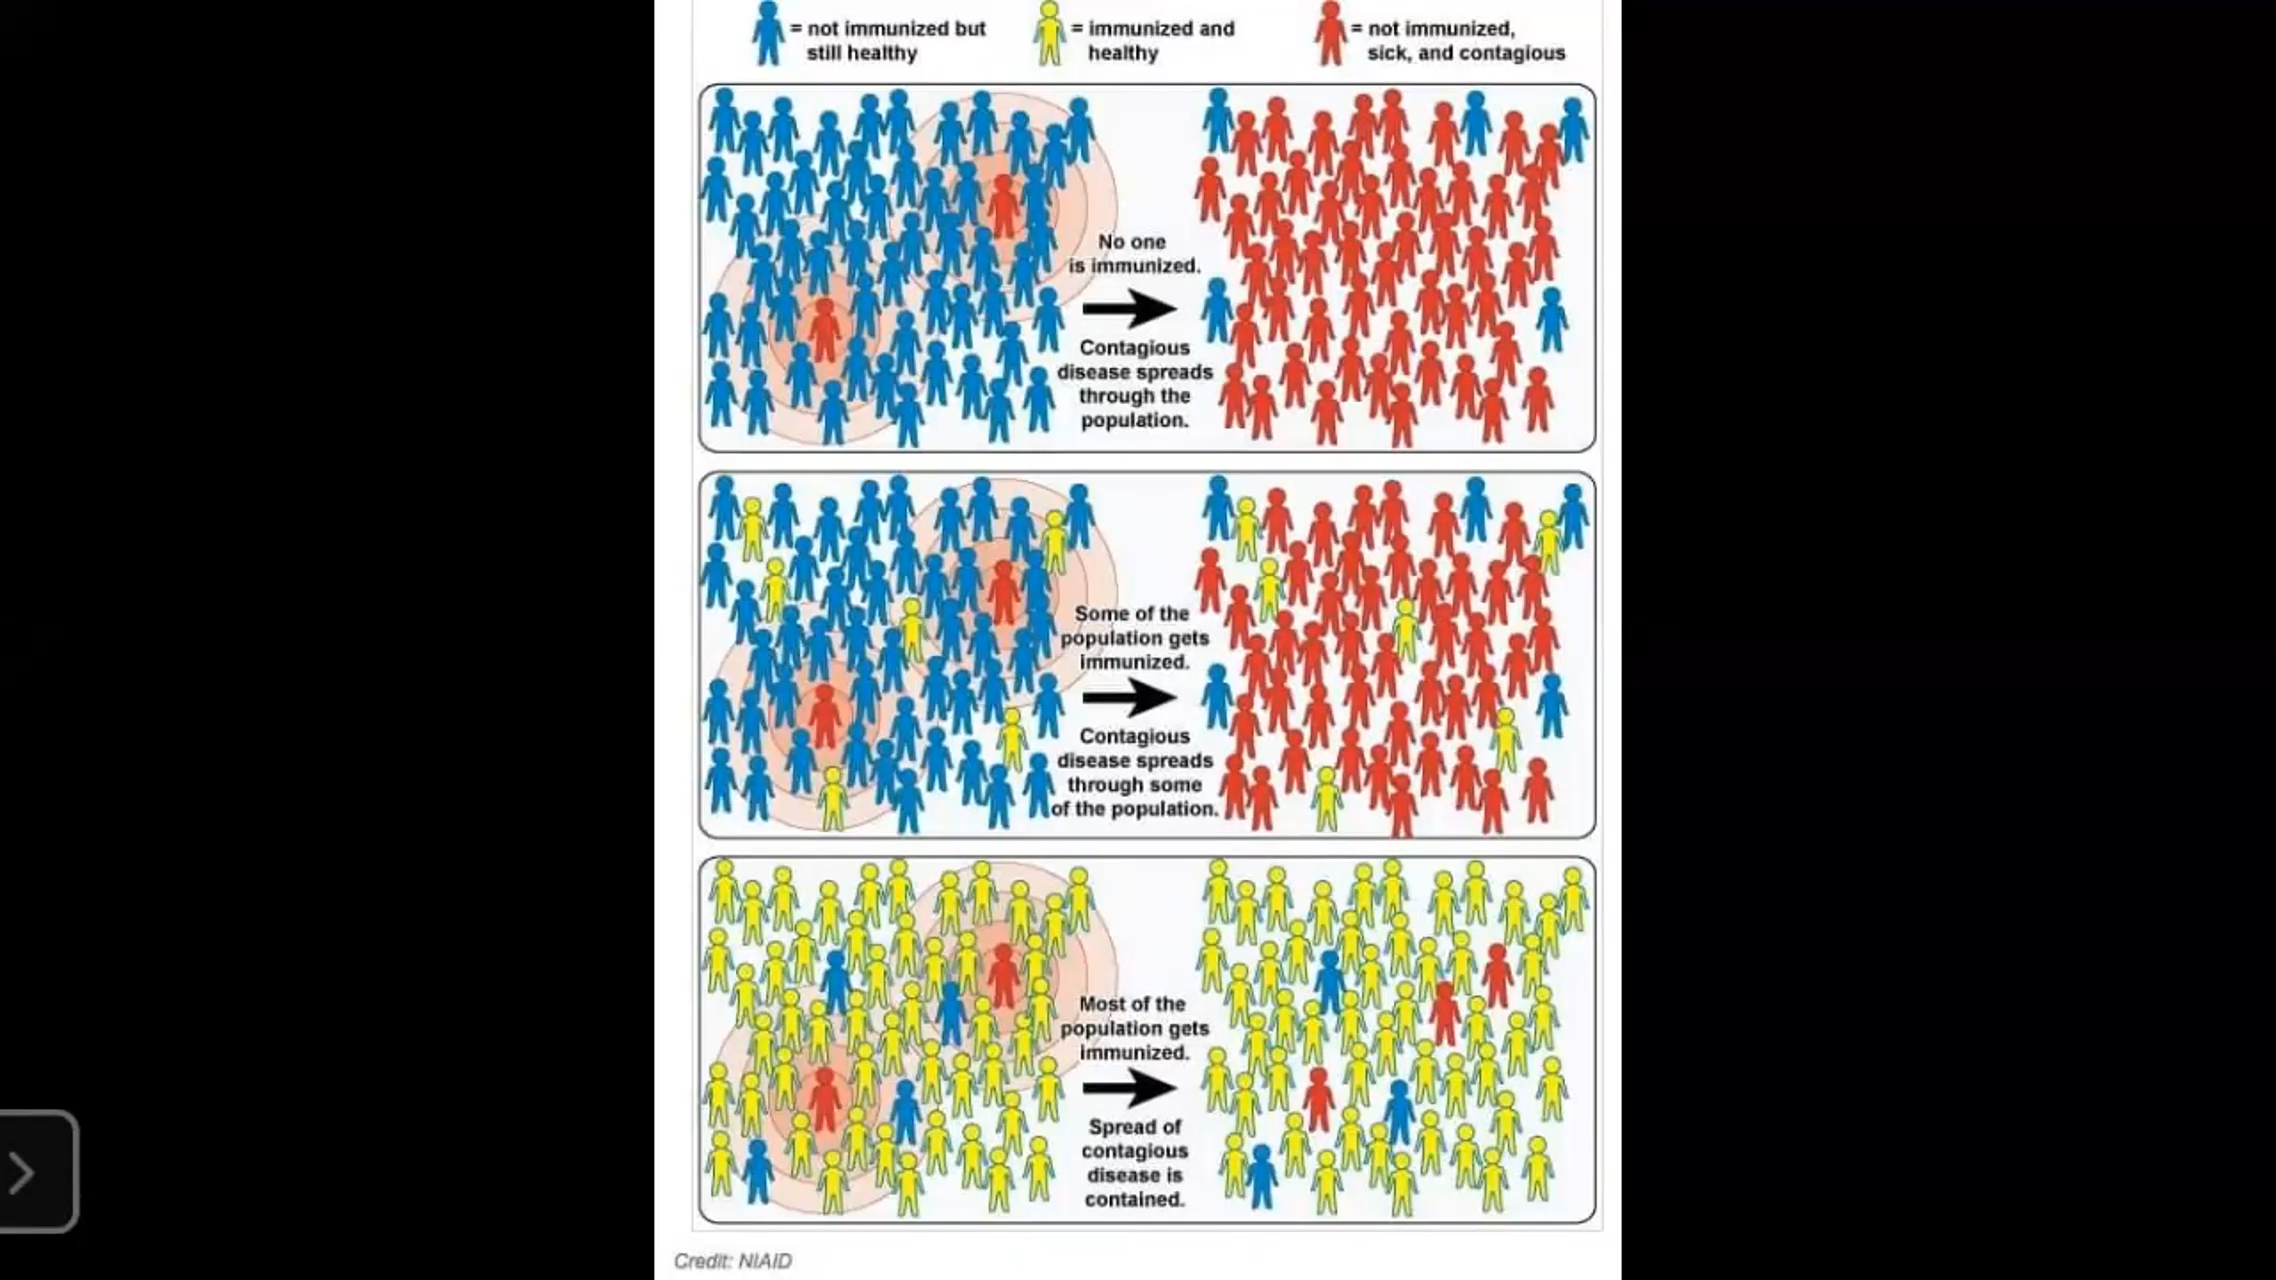 = not immunized but
still healthy
= immunized and
healthy
= not immunized,
sick, and contagious
No one
is immunized.
Contagious
disease spreads
through the
population.
Some of the
population gets
immunized.
Contagious
disease spreads
through some
of the population.
Most of the
population gets
immunized.
Spread of
contagious
disease is
contained.
Credit: NIAID